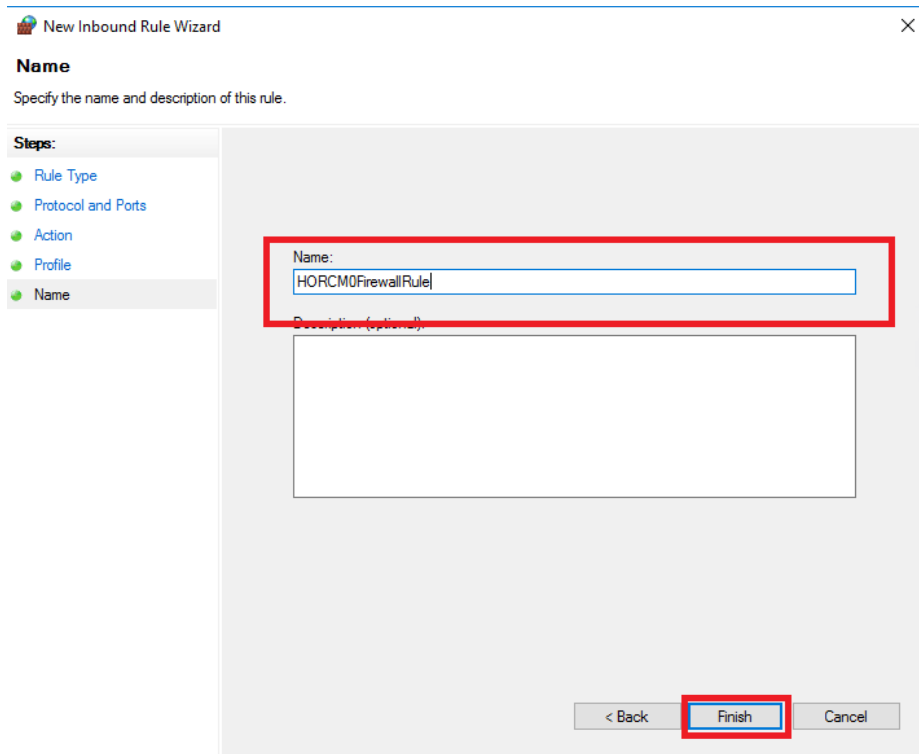 New Inbound Rule Wizard
Name
Specify the name and description of this rule.
Steps:
Rule Type
Protocol and Ports
Action
Profile
Name
Name:
HORCM0FirewallRule
Description (optional):
< Back
Finish
Cancel